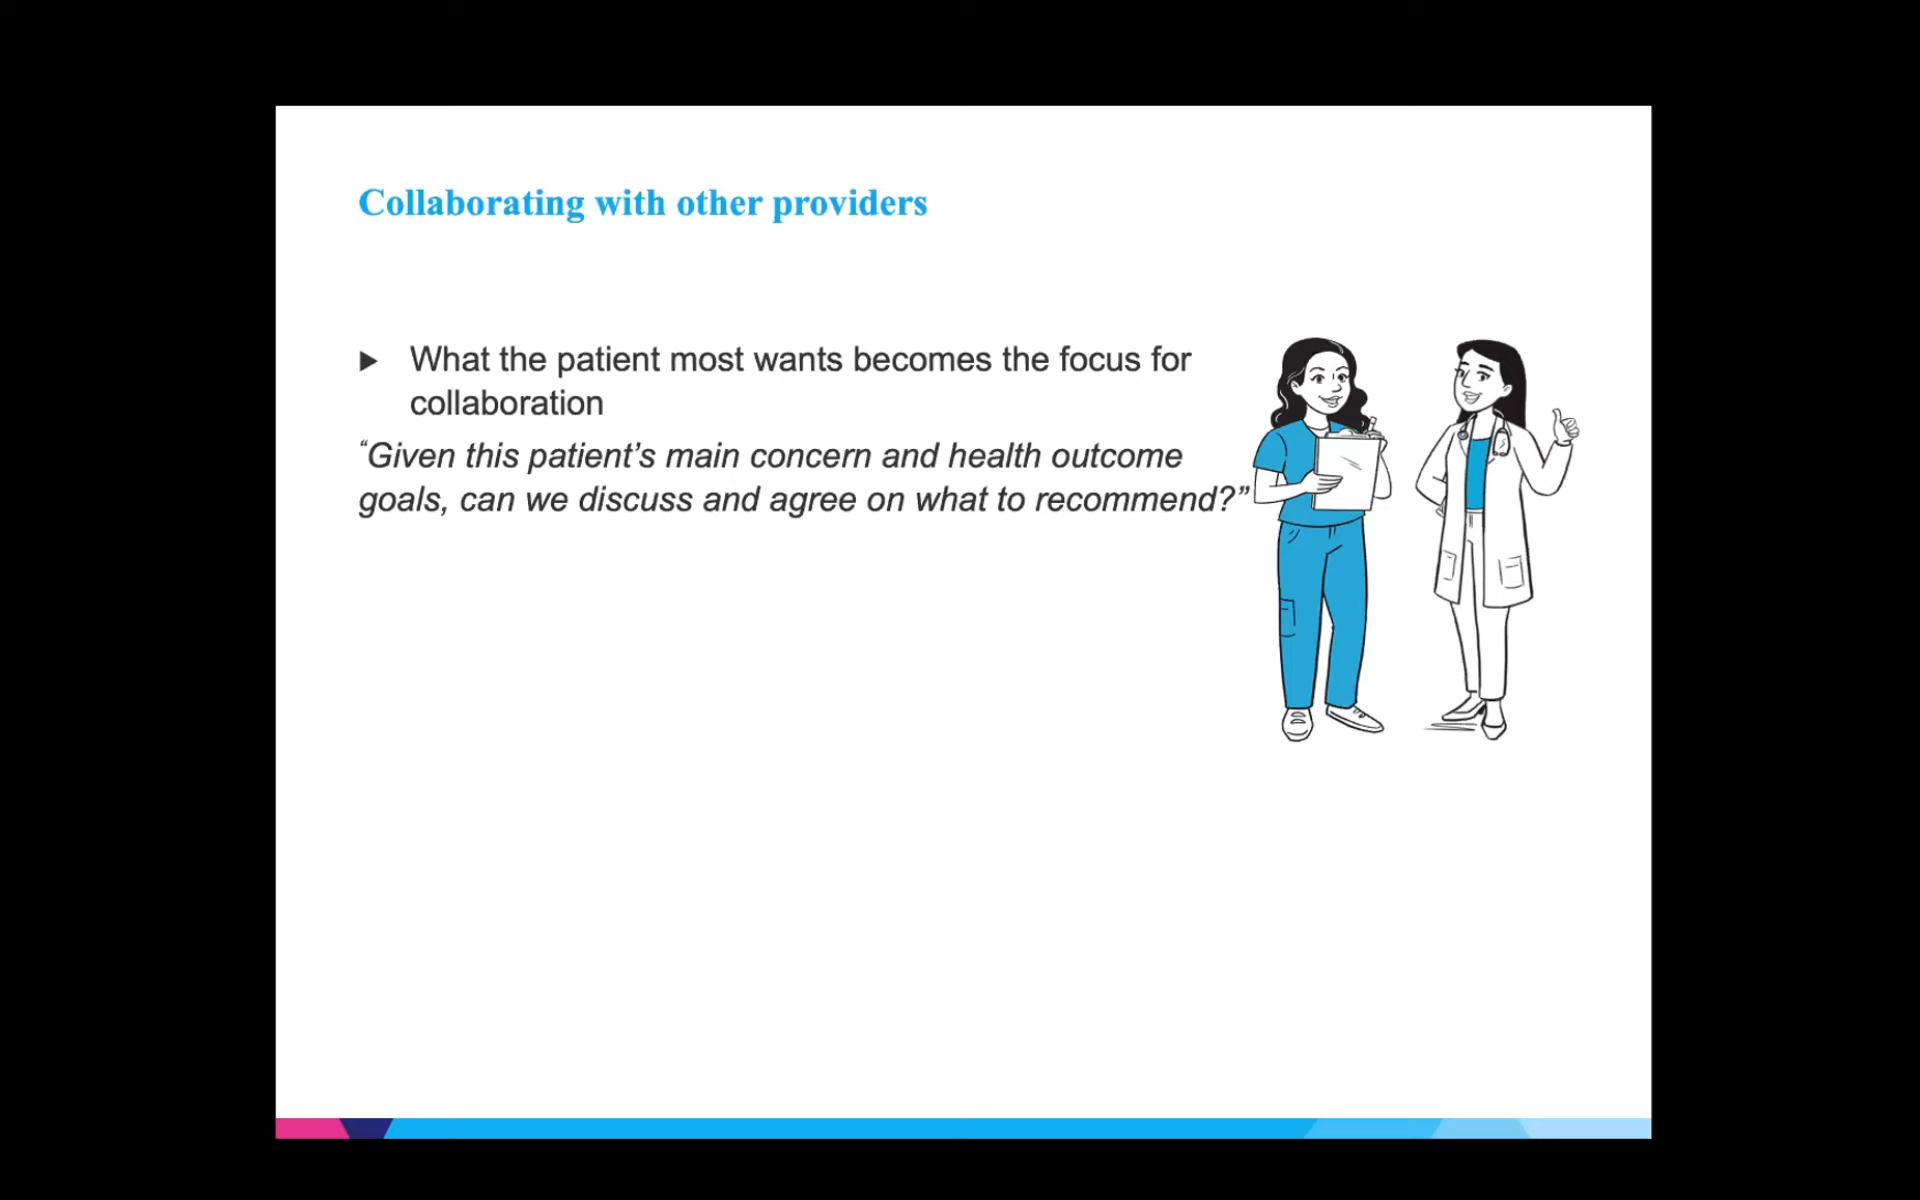 Collaborating with other providers
▶ What the patient most wants becomes the focus for
collaboration
“Given this patient’s main concern and health outcome
goals, can we discuss and agree on what to recommend?”